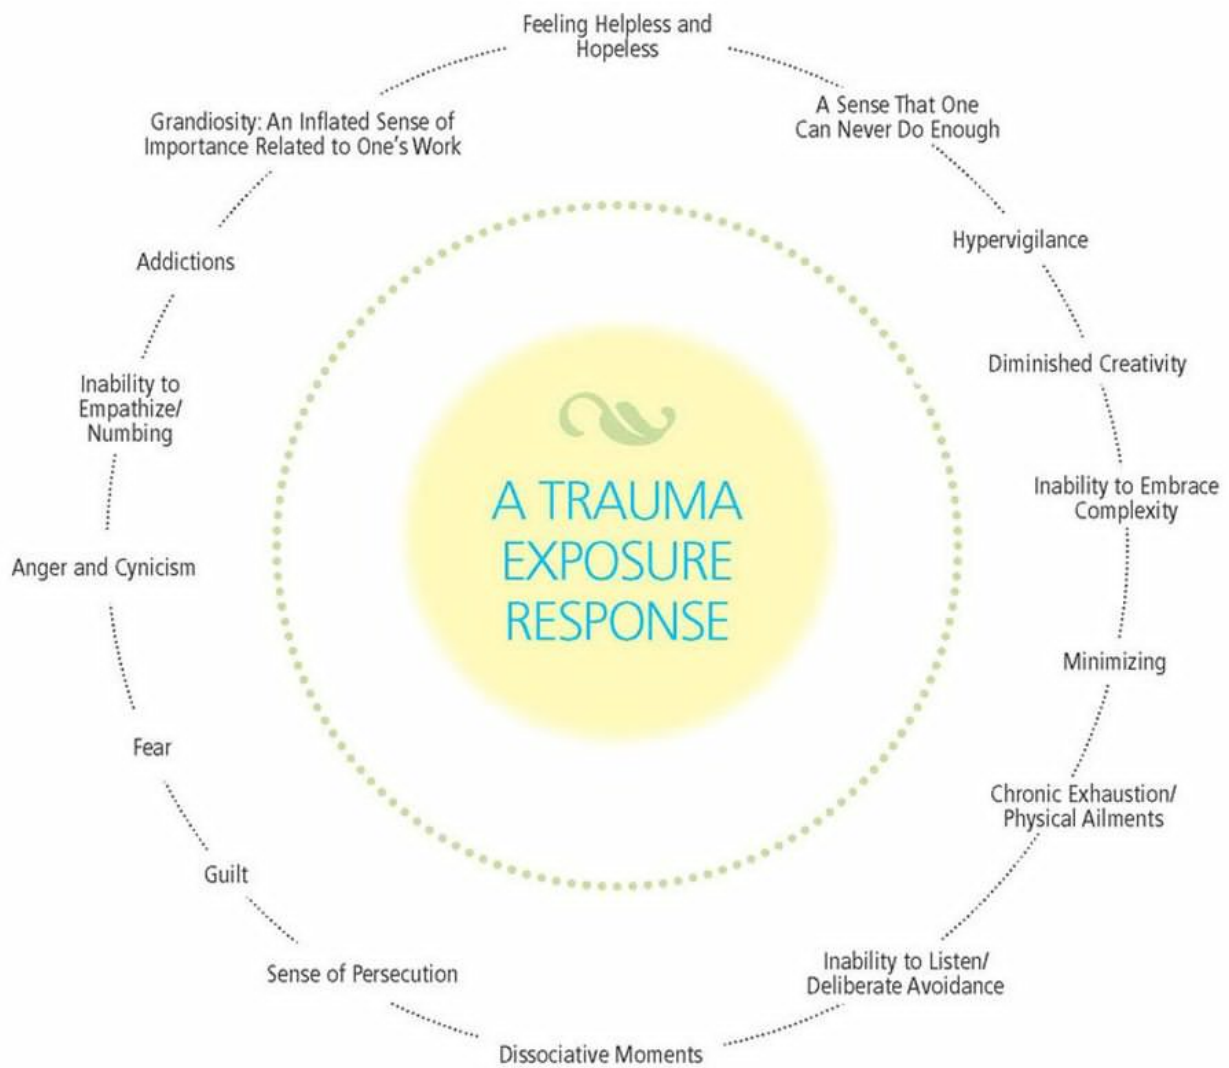 Feeling Helpless and
Hopeless
A Sense That One
Can Never Do Enough
Hypervigilance
Diminished Creativity
Inability to Embrace
Complexity
Minimizing
Chronic Exhaustion/
Physical Ailments
Inability to Listen/
Deliberate Avoidance
Dissociative Moments
Sense of Persecution
Guilt
Fear
Anger and Cynicism
Inability to
Empathize/
Numbing
Addictions
Grandiosity: An Inflated Sense of
Importance Related to One's Work
A TRAUMA
EXPOSURE
RESPONSE